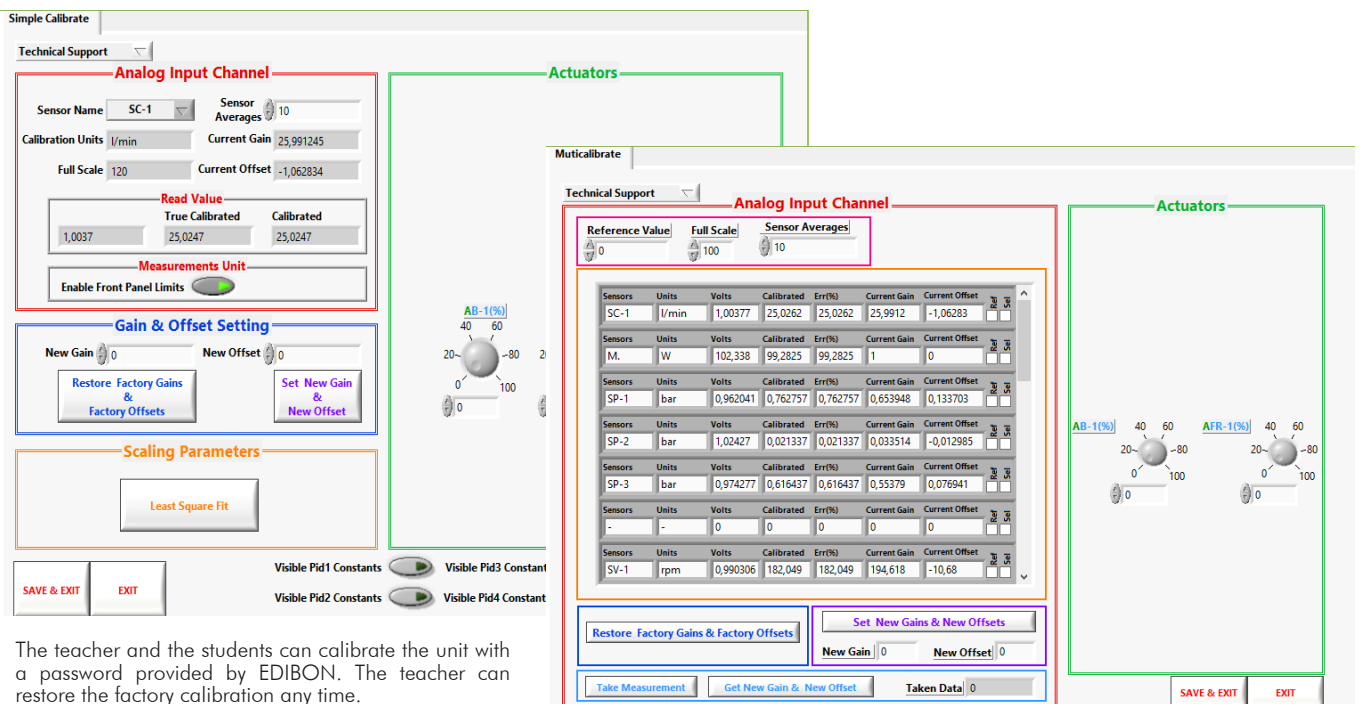 Simple Calibrate
Technical Support
Analog Input Channel
Sensor Name SC-1 Sensor Averages 10
Calibration Units l/min Current Gain 25,991245
Full Scale 120 Current Offset -1,062834
Read Value
True Calibrated Calibrated
1,0037 25,0247 25,0247
Measurements Unit
Enable Front Panel Limits
Gain & Offset Setting
New Gain 0 New Offset 0
Restore Factory Gains
&
Factory Offsets
Set New Gain
&
New Offset
Scaling Parameters
Least Square Fit
SAVE & EXIT EXIT
Actuators
AB-1(%)
40 60
20 80 2
0 100
0
Visible Pid1 Constants Visible Pid3 Constant
Visible Pid2 Constants Visible Pid4 Constant
The teacher and the students can calibrate the unit with
a password provided by EDIBON. The teacher can
restore the factory calibration any time.
Muticalibrate
Technical Support
Analog Input Channel
Reference Value Full Scale Sensor Averages
0 100 10
Sensors Units Volts Calibrated Err(%) Current Gain Current Offset Ref Sel
SC-1 l/min 1,00377 25,0262 25,0262 25,9912 -1,06283
Sensors Units Volts Calibrated Err(%) Current Gain Current Offset Ref Sel
M. W 102,338 99,2825 99,2825 1 0
Sensors Units Volts Calibrated Err(%) Current Gain Current Offset Ref Sel
SP-1 bar 0,962041 0,762757 0,762757 0,653948 0,133703
Sensors Units Volts Calibrated Err(%) Current Gain Current Offset Ref Sel
SP-2 bar 1,02427 0,021337 0,021337 0,033514 -0,012985
Sensors Units Volts Calibrated Err(%) Current Gain Current Offset Ref Sel
SP-3 bar 0,974277 0,616437 0,616437 0,55379 0,076941
Sensors Units Volts Calibrated Err(%) Current Gain Current Offset Ref Sel
- - 0 0 0 0 0
Sensors Units Volts Calibrated Err(%) Current Gain Current Offset Ref Sel
SV-1 rpm 0,990306 182,049 182,049 194,618 -10,68
Restore Factory Gains & Factory Offsets
Set New Gains & New Offsets
New Gain 0 New Offset 0
Take Measurement Get New Gain & New Offset Taken Data 0
Actuators
AB-1(%) 40 60 AFR-1(%) 40 60
20 80 20 80
0 100 0 100
0 0
SAVE & EXIT EXIT